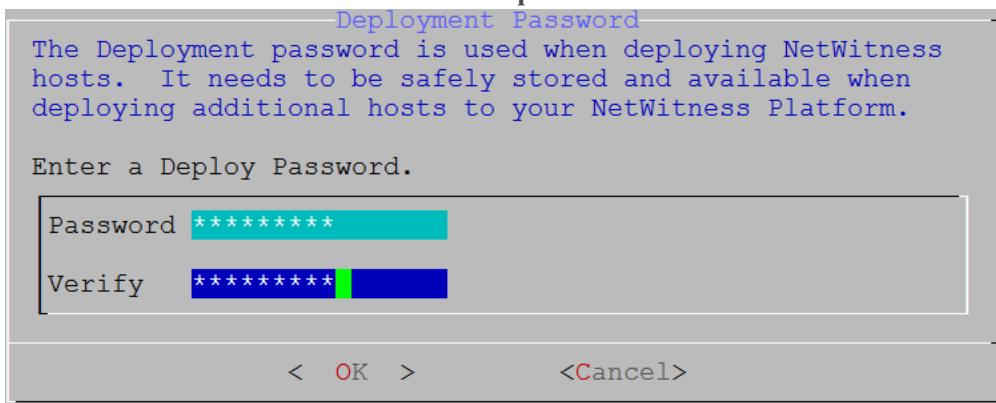 Deployment Password
The Deployment password is used when deploying NetWitness
hosts.  It needs to be safely stored and available when
deploying additional hosts to your NetWitness Platform.
Enter a Deploy Password.
Password *********
Verify *********
<  OK  > <Cancel>